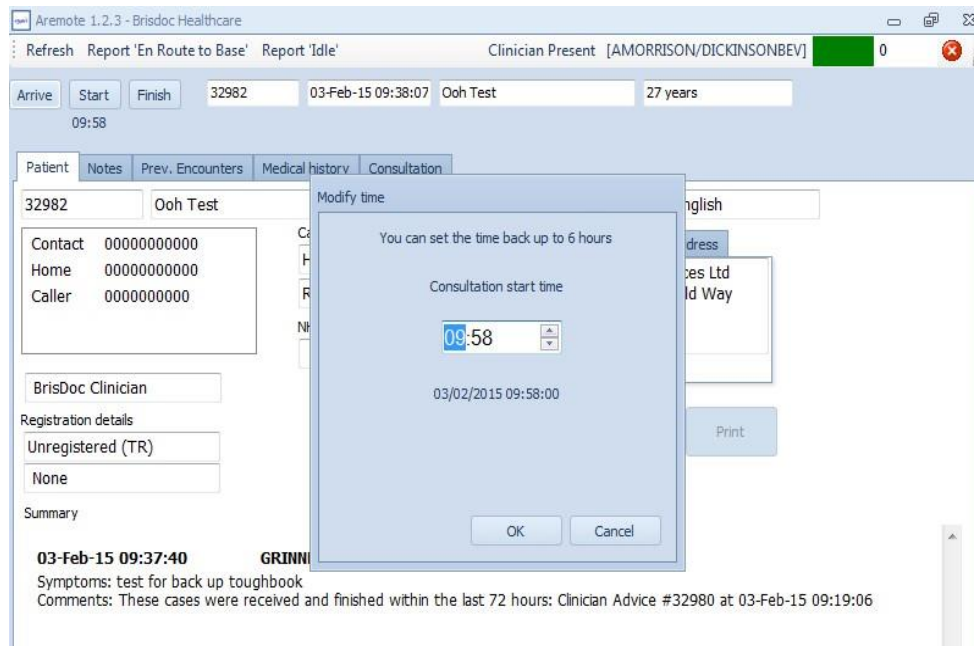 Aremote 1.2.3 - Brisdoc Healthcare
Refresh Report 'En Route to Base' Report 'Idle' Clinician Present [AMORRISON/DICKINSONBEV] 0
Arrive Start Finish 32982 03-Feb-15 09:38:07 Ooh Test 27 years
09:58
Patient Notes Prev. Encounters Medical history Consultation
32982 Ooh Test
Modify time
You can set the time back up to 6 hours
Consultation start time
09:58
03/02/2015 09:58:00
OK Cancel
Contact 00000000000
Home 00000000000
Caller 0000000000
ld Way
BrisDoc Clinician
Registration details
Unregistered (TR)
None
Print
Summary
03-Feb-15 09:37:40
Symptoms: test for back up toughbook
Comments: These cases were received and finished within the last 72 hours: Clinician Advice #32980 at 03-Feb-15 09:19:06